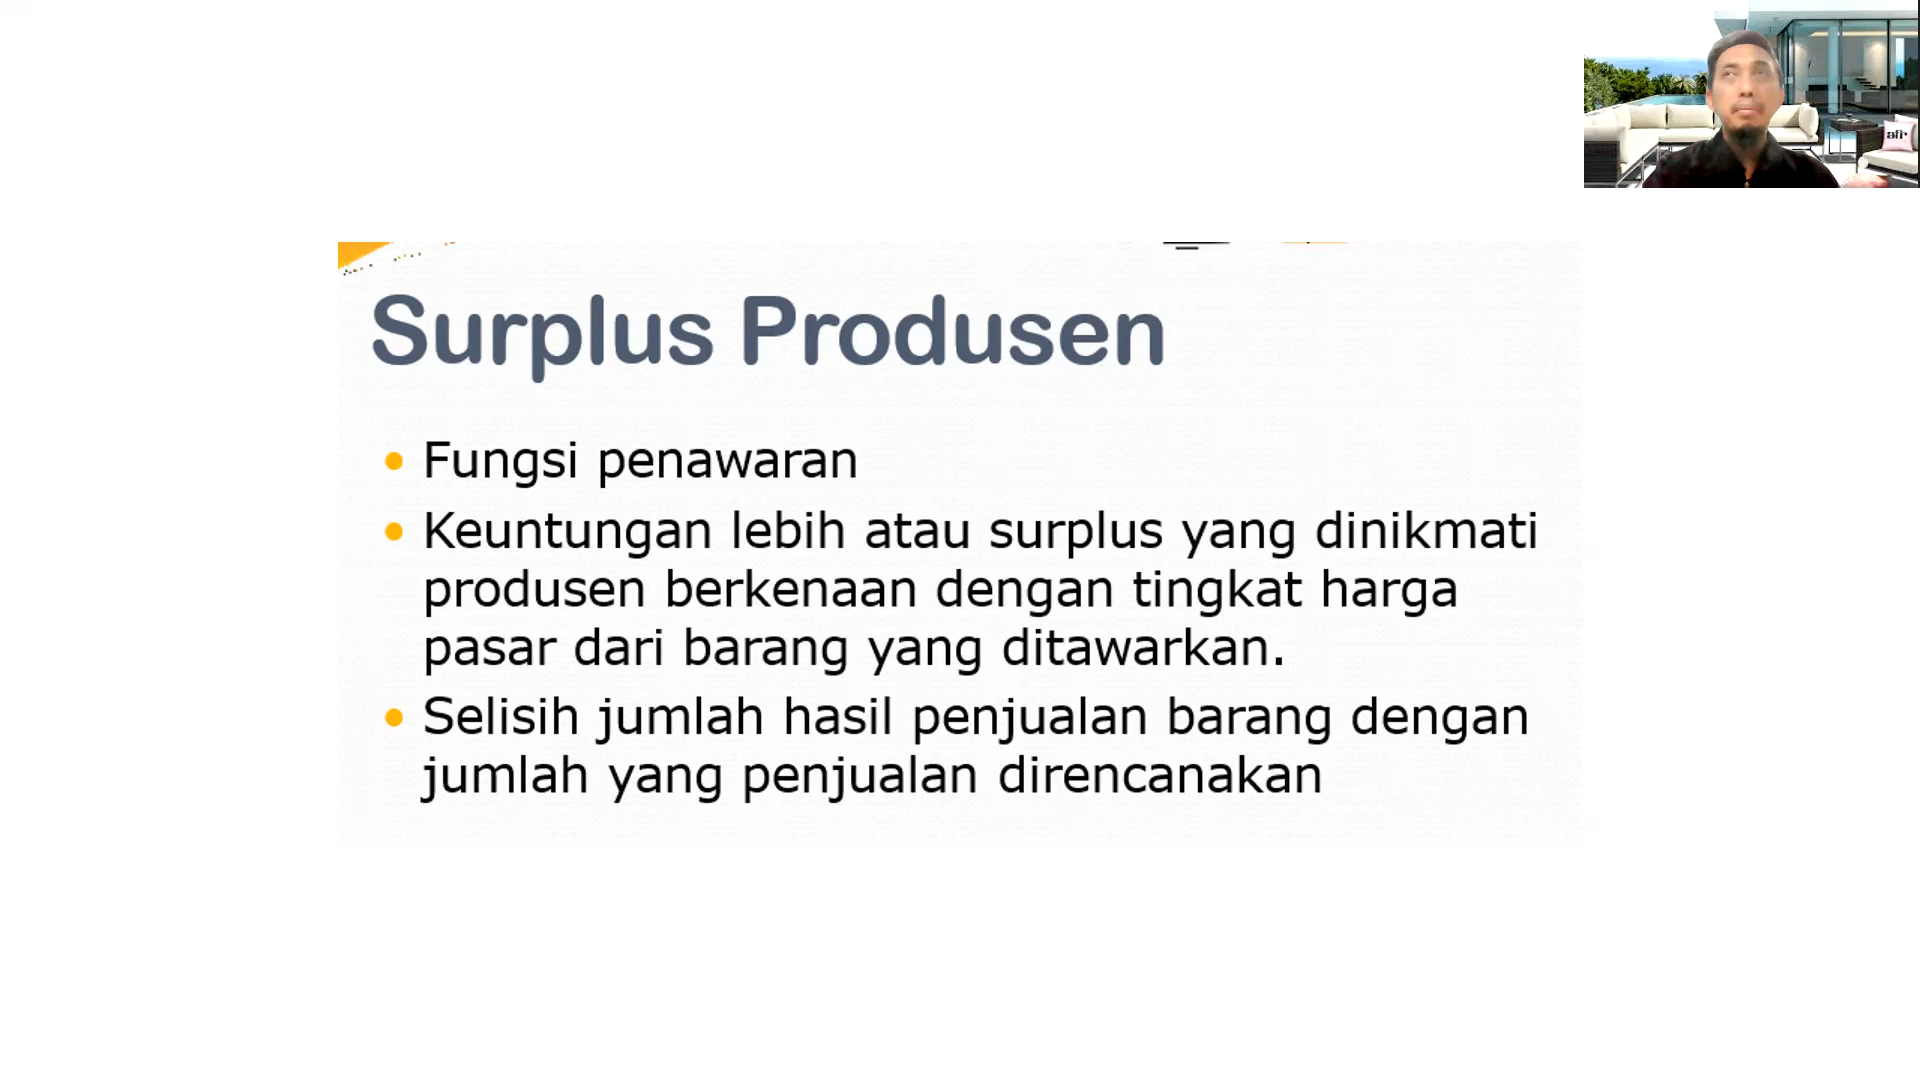 Surplus Produsen
Fungsi penawaran
Keuntungan lebih atau surplus yang dinikmati
produsen berkenaan dengan tingkat harga
pasar dari barang yang ditawarkan.
Selisih jumlah hasil penjualan barang dengan
jumlah yang penjualan direncanakan